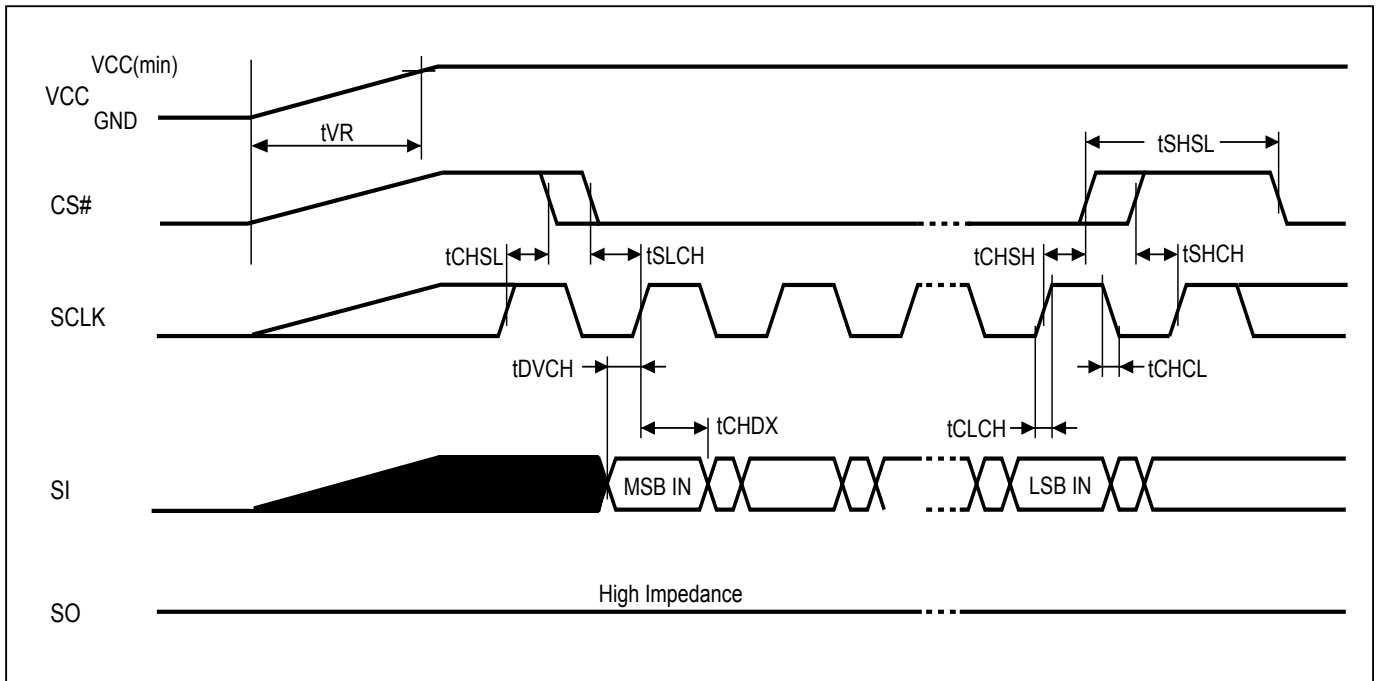 VCC(min)
VCC
GND
tVR
tSHSL
CS#
tCHSL
tSLCH
tCHSH
tSHCH
SCLK
tDVCH
tCHCL
tCHDX
tCLCH
SI
MSB IN
LSB IN
High Impedance
SO